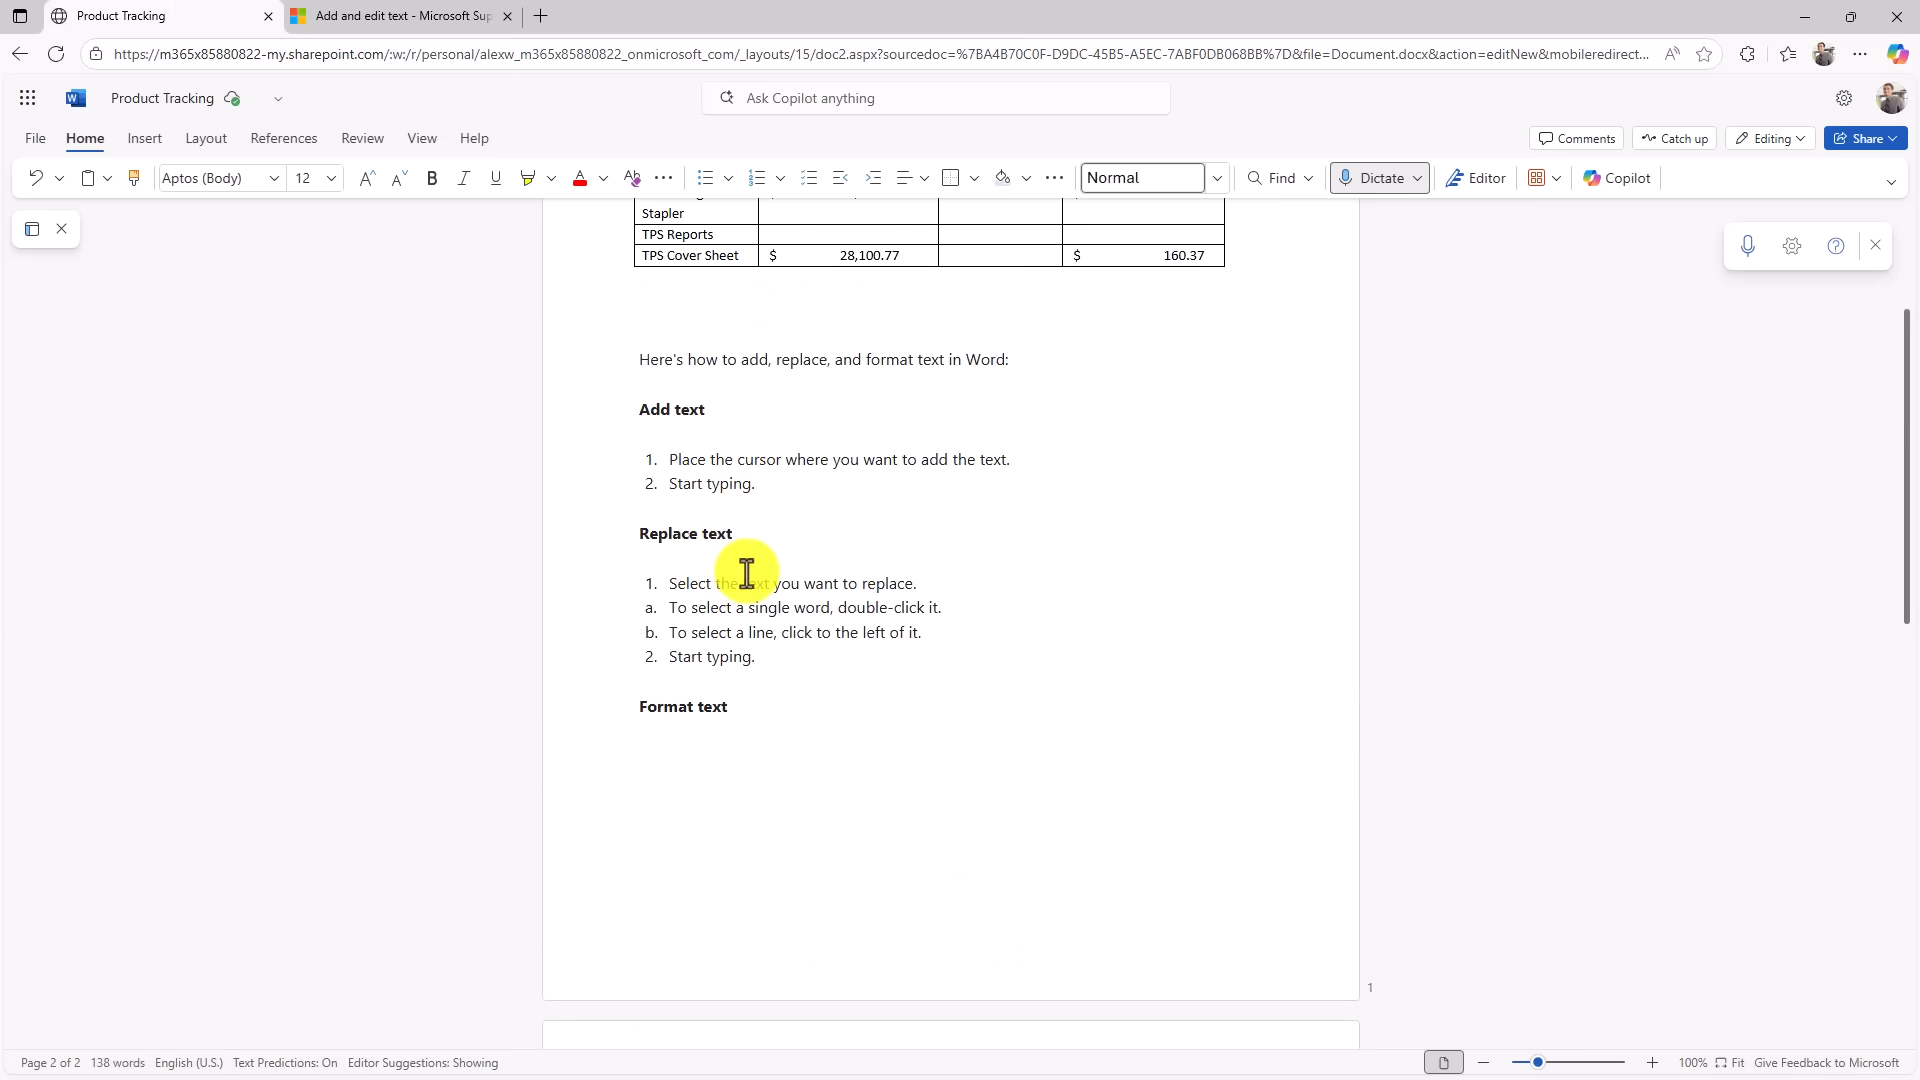 Product Tracking
Add and edit text - Microsoft Sup
https://m365x85880822-my.sharepoint.com/:w:/r/personal/alexw_m365x85880822_onmicrosoft_com/_layouts/15/doc2.aspx?sourcedoc=%7BA4B70C0F-D9DC-45B5-A5EC-7ABF0DB068BB%7D&file=Document.docx&action=editNew&mobileredirect...
Product Tracking
Ask Copilot anything
File Home Insert Layout References Review View Help
Comments Catch up Editing Share
Aptos (Body) 12 B I U A Normal Find Dictate Editor Copilot
Stapler
TPS Reports
TPS Cover Sheet $ 28,100.77 $ 160.37
Here's how to add, replace, and format text in Word:
Add text
1. Place the cursor where you want to add the text.
2. Start typing.
Replace text
1. Select the text you want to replace.
a. To select a single word, double-click it.
b. To select a line, click to the left of it.
2. Start typing.
Format text
1
Page 2 of 2 138 words English (U.S.) Text Predictions: On Editor Suggestions: Showing
100% Fit Give Feedback to Microsoft